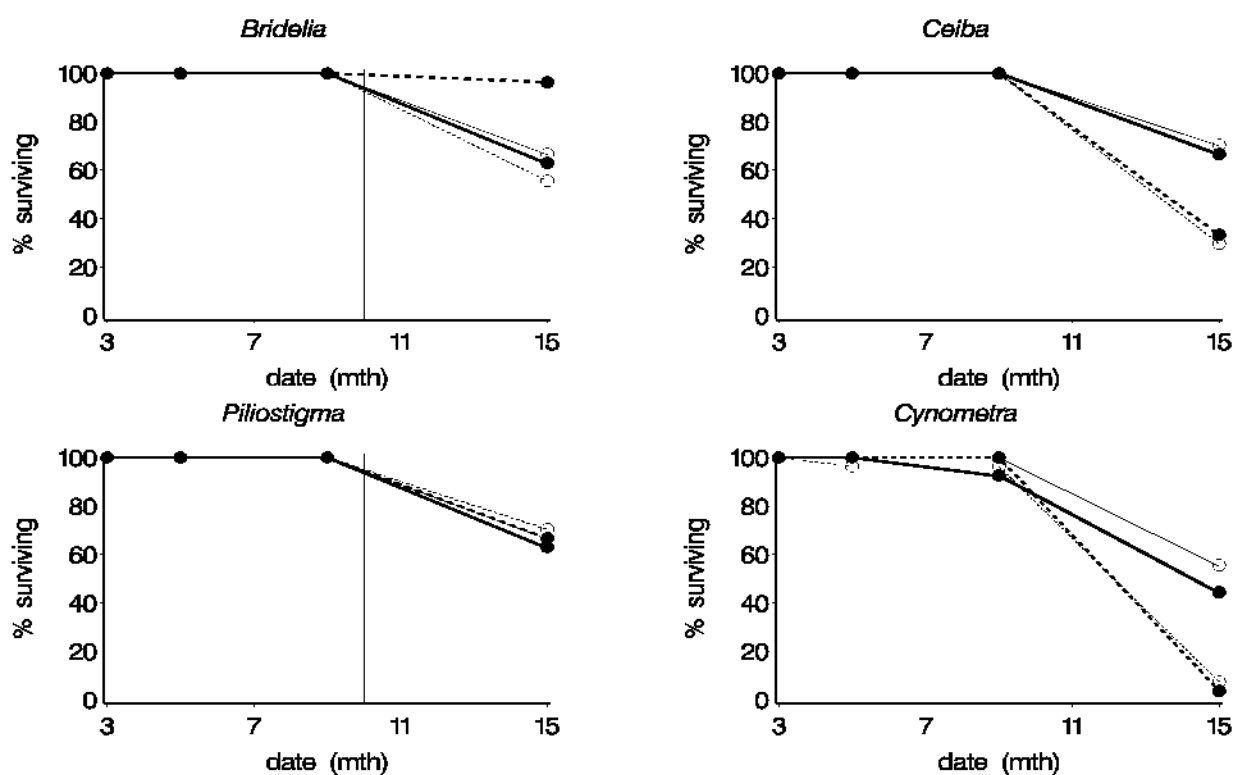 Bridelia
100
80
60
40
20
0
% surviving
3 7 11 15
date (mth)
Ceiba
100
80
60
40
20
0
% surviving
3 7 11 15
date (mth)
Piliostigma
100
80
60
40
20
0
% surviving
3 7 11 15
date (mth)
Cynometra
100
80
60
40
20
0
% surviving
3 7 11 15
date (mth)